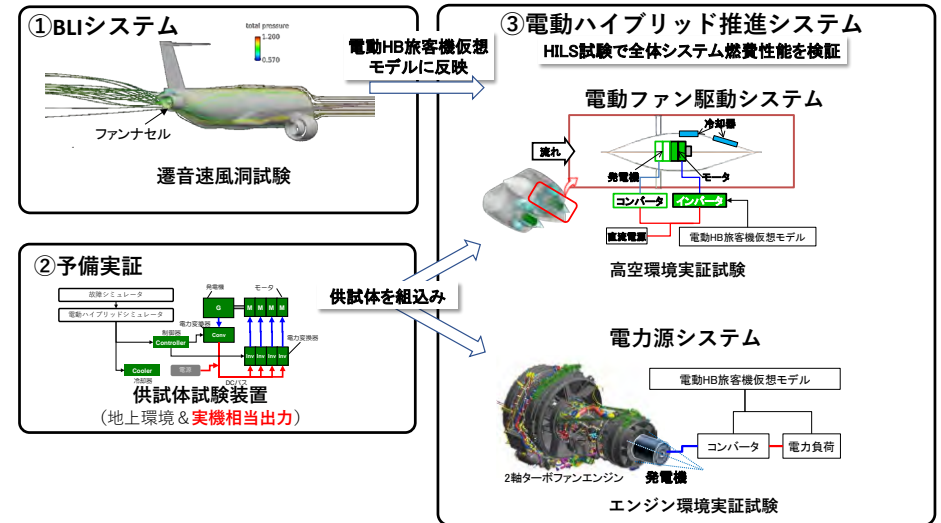 ①BLIシステム
total pressure
1.200
0.570
ファンナセル
遷音速風洞試験
電動HB旅客機仮想
モデルに反映
②予備実証
故障シミュレータ
電動ハイブリッドシミュレータ
発電機
モータ
G
M M M M
電力変換器
制御器
Controller
Conv
電力変換器
Inv Inv Inv Inv
Cooler
冷却器
電源
DCバス
供試体試験装置
(地上環境&実機相当出力)
供試体を組込み
③電動ハイブリッド推進システム
HILS試験で全体システム燃費性能を検証
電動ファン駆動システム
冷却器
流れ
発電機
モータ
コンバータ
インバータ
直流電源
電動HB旅客機仮想モデル
高空環境実証試験
電力源システム
電動HB旅客機仮想モデル
コンバータ
電力負荷
2軸ターボファンエンジン
発電機
エンジン環境実証試験